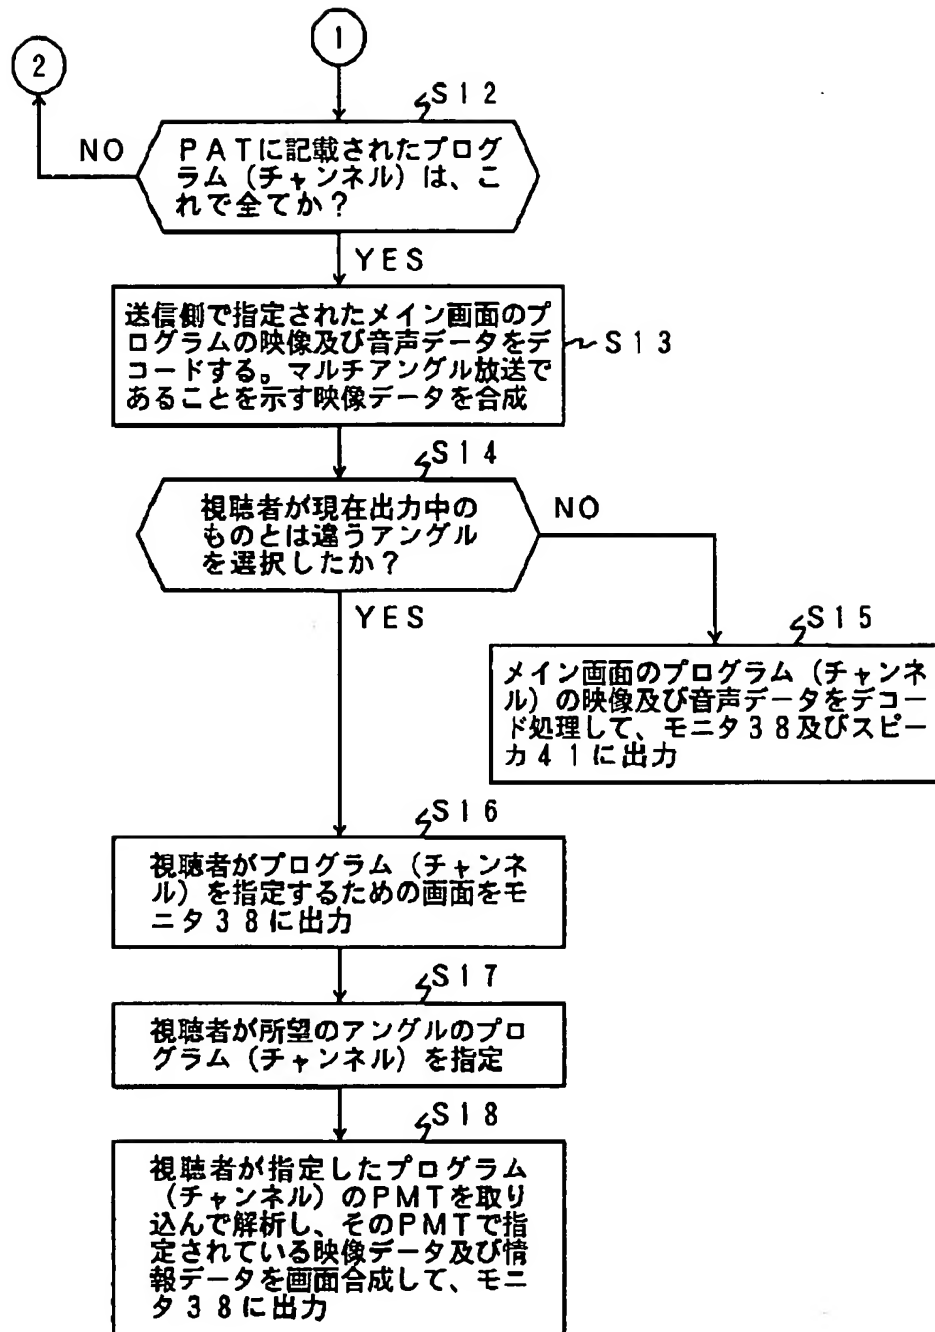 1
2
S12
NO
PATに記載されたプログ
ラム(チャンネル)は、こ
れで全てか?
YES
送信側で指定されたメイン画面のプ
ログラムの映像及び音声データをデ
コードする。マルチアングル放送で
あることを示す映像データを合成
S13
S14
視聴者が現在出力中の
ものとは違うアングル
を選択したか?
NO
YES
S15
メイン画面のプログラム(チャンネ
ル)の映像及び音声データをデコー
ド処理して、モニタ38及びスピー
カ41に出力
S16
視聴者がプログラム(チャンネ
ル)を指定するための画面をモ
ニタ38に出力
S17
視聴者が所望のアングルのプロ
グラム(チャンネル)を指定
S18
視聴者が指定したプログラム
(チャンネル)のPMTを取り
込んで解析し、そのPMTで指
定されている映像データ及び情
報データを画面合成して、モニ
タ38に出力